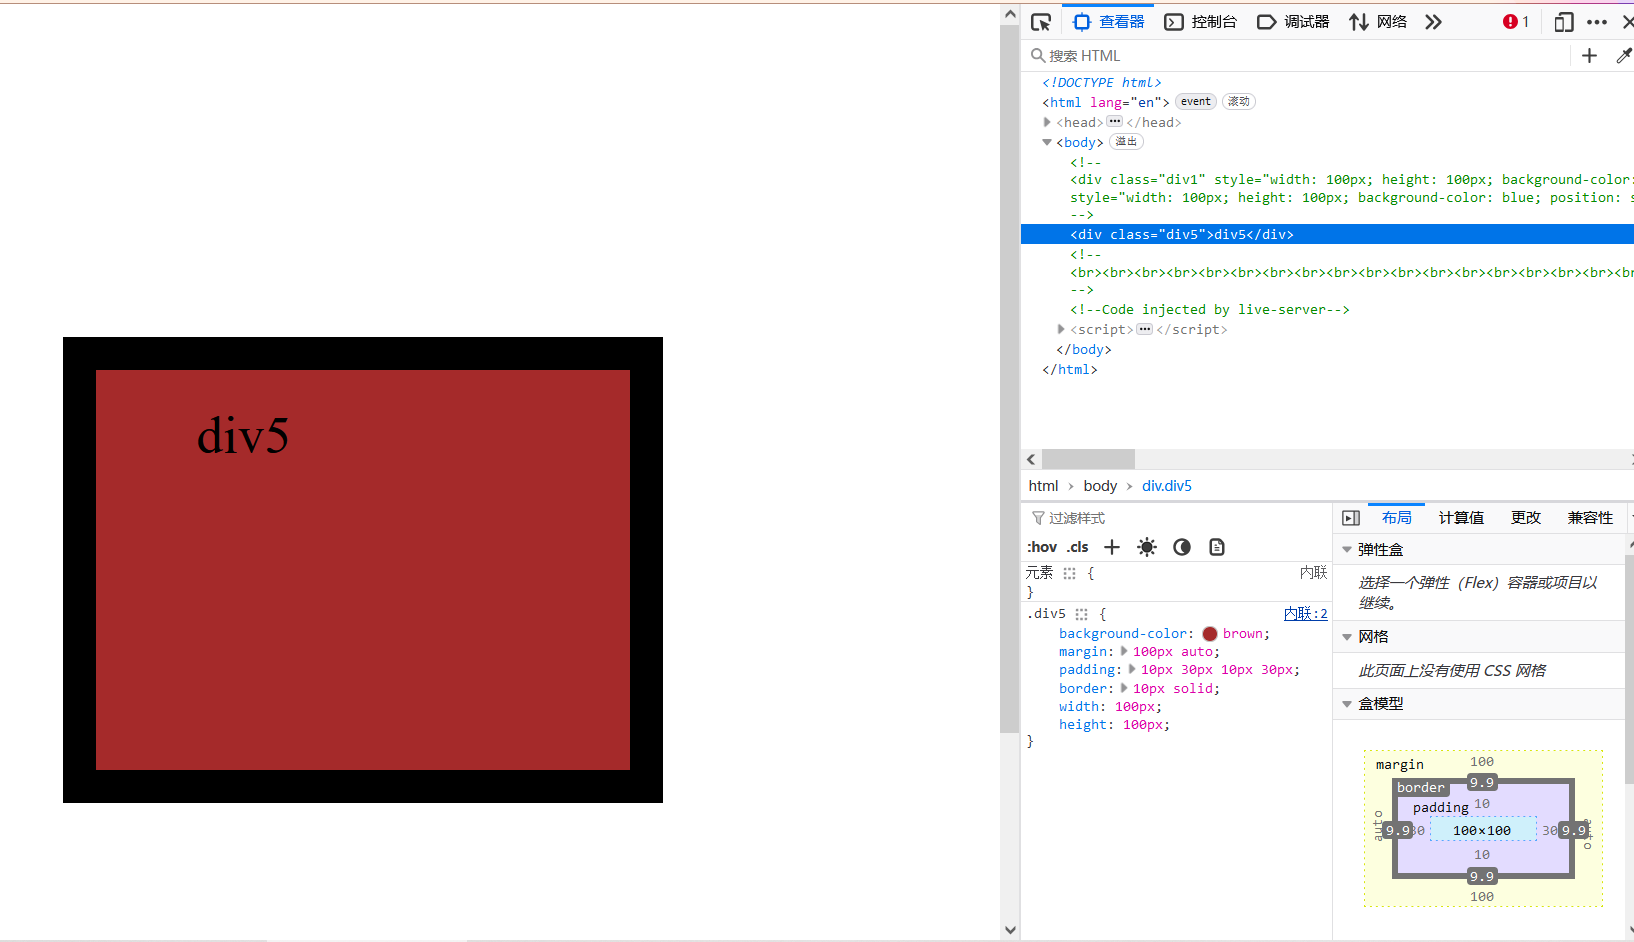 div5
查看器 控制台 调试器 网络 1
搜索 HTML
<!DOCTYPE html>
<html lang="en"> event 滚动
<head> ••• </head>
<body> 溢出
<!--
<div class="div1" style="width: 100px; height: 100px; background-color:
style="width: 100px; height: 100px; background-color: blue; position: s
-->
<div class="div5">div5</div>
<!--
<br><br><br><br><br><br><br><br><br><br><br><br><br><br><br><br><br><br>
-->
<!--Code injected by live-server-->
<script> ••• </script>
</body>
</html>
html › body › div.div5
过滤样式
:hov .cls
元素 { 内联
}
.div5 { 内联:2
background-color: brown;
margin: 100px auto;
padding: 10px 30px 10px 30px;
border: 10px solid;
width: 100px;
height: 100px;
}
布局 计算值 更改 兼容性
弹性盒
选择一个弹性（Flex）容器或项目以
继续。
网格
此页面上没有使用 CSS 网格
盒模型
margin 100
border 9.9
padding 10
auto 9.9 30 100×100 30 9.9 auto
10
9.9
100